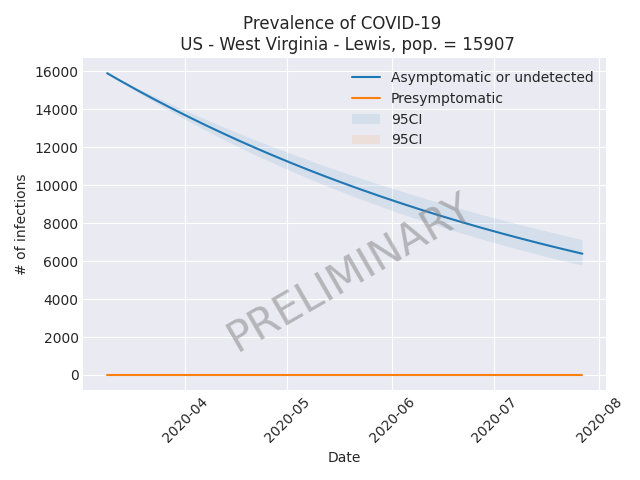 Prevalence of COVID-19
US - West Virginia - Lewis, pop. = 15907
Asymptomatic or undetected
Presymptomatic
95CI
95CI
16000
14000
12000
10000
8000
6000
4000
2000
0
# of infections
PRELIMINARY
2020-04
2020-05
2020-06
2020-07
2020-08
Date